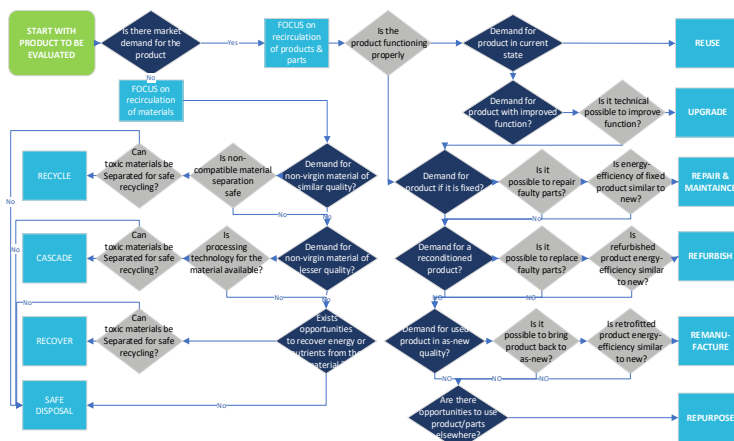 START WITH
PRODUCT TO BE
EVALUATED
Is there market
demand for the
product
Yes
No
FOCUS on
recirculation
of products &
parts
Is the
product functioning
properly
Demand for
product in current
state
REUSE
FOCUS on
recirculation
of materials
Demand for
product with improved
function?
Is it technical
possible to improve
function?
UPGRADE
RECYCLE
Can
toxic materials be
Separated for safe
recycling?
Is non-
compatible material
separation
safe
Demand for
non-virgin material of
similar quality?
Demand for
product if it is fixed?
Is it
possible to repair
faulty parts?
Is energy-
efficiency of fixed
product similar to
new?
REPAIR &
MAINTAINCE
No
No
No
No
No
CASCADE
Can
toxic materials be
Separated for safe
recycling?
Is
processing
technology for the
material available?
Demand for
non-virgin material of
lesser quality?
Demand for a
reconditioned
product?
Is it
possible to replace
faulty parts?
Is
refurbished
product energy-
efficiency similar
to new?
REFURBISH
No
No
No
NO
NO
RECOVER
Can
toxic materials be
Separated for safe
recycling?
Exists
opportunities
to recover energy or
nutrients from the
material?
Demand for used
product in as-new
quality?
Is it
possible to bring
product back to
as-new?
Is retrofitted
product energy-
efficiency similar
to new?
REMANU-
FACTURE
NO
NO
NO
SAFE
DISPOSAL
No
Are there
opportunities to use
product/parts
elsewhere?
REPURPOSE